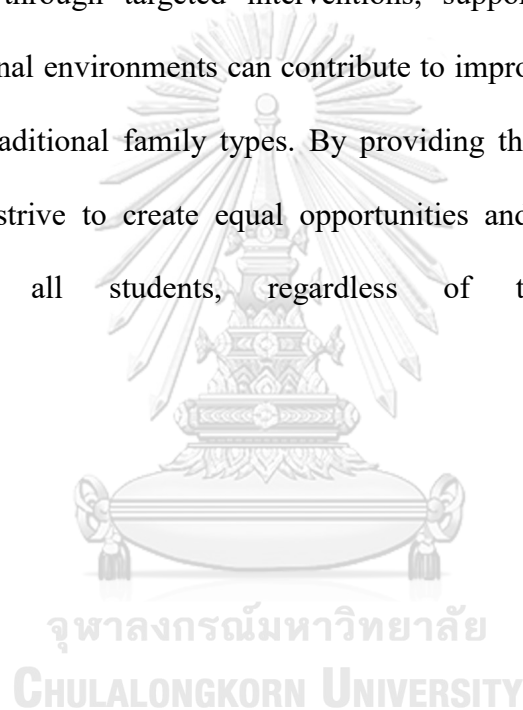 through targeted interventions, suppor
nal environments can contribute to impro
aditional family types. By providing th
strive to create equal opportunities and
all students, regardless of t
จุฬาลงกรณ์มหาวิทยาลัย
CHULALONGKORN UNIVERSITY